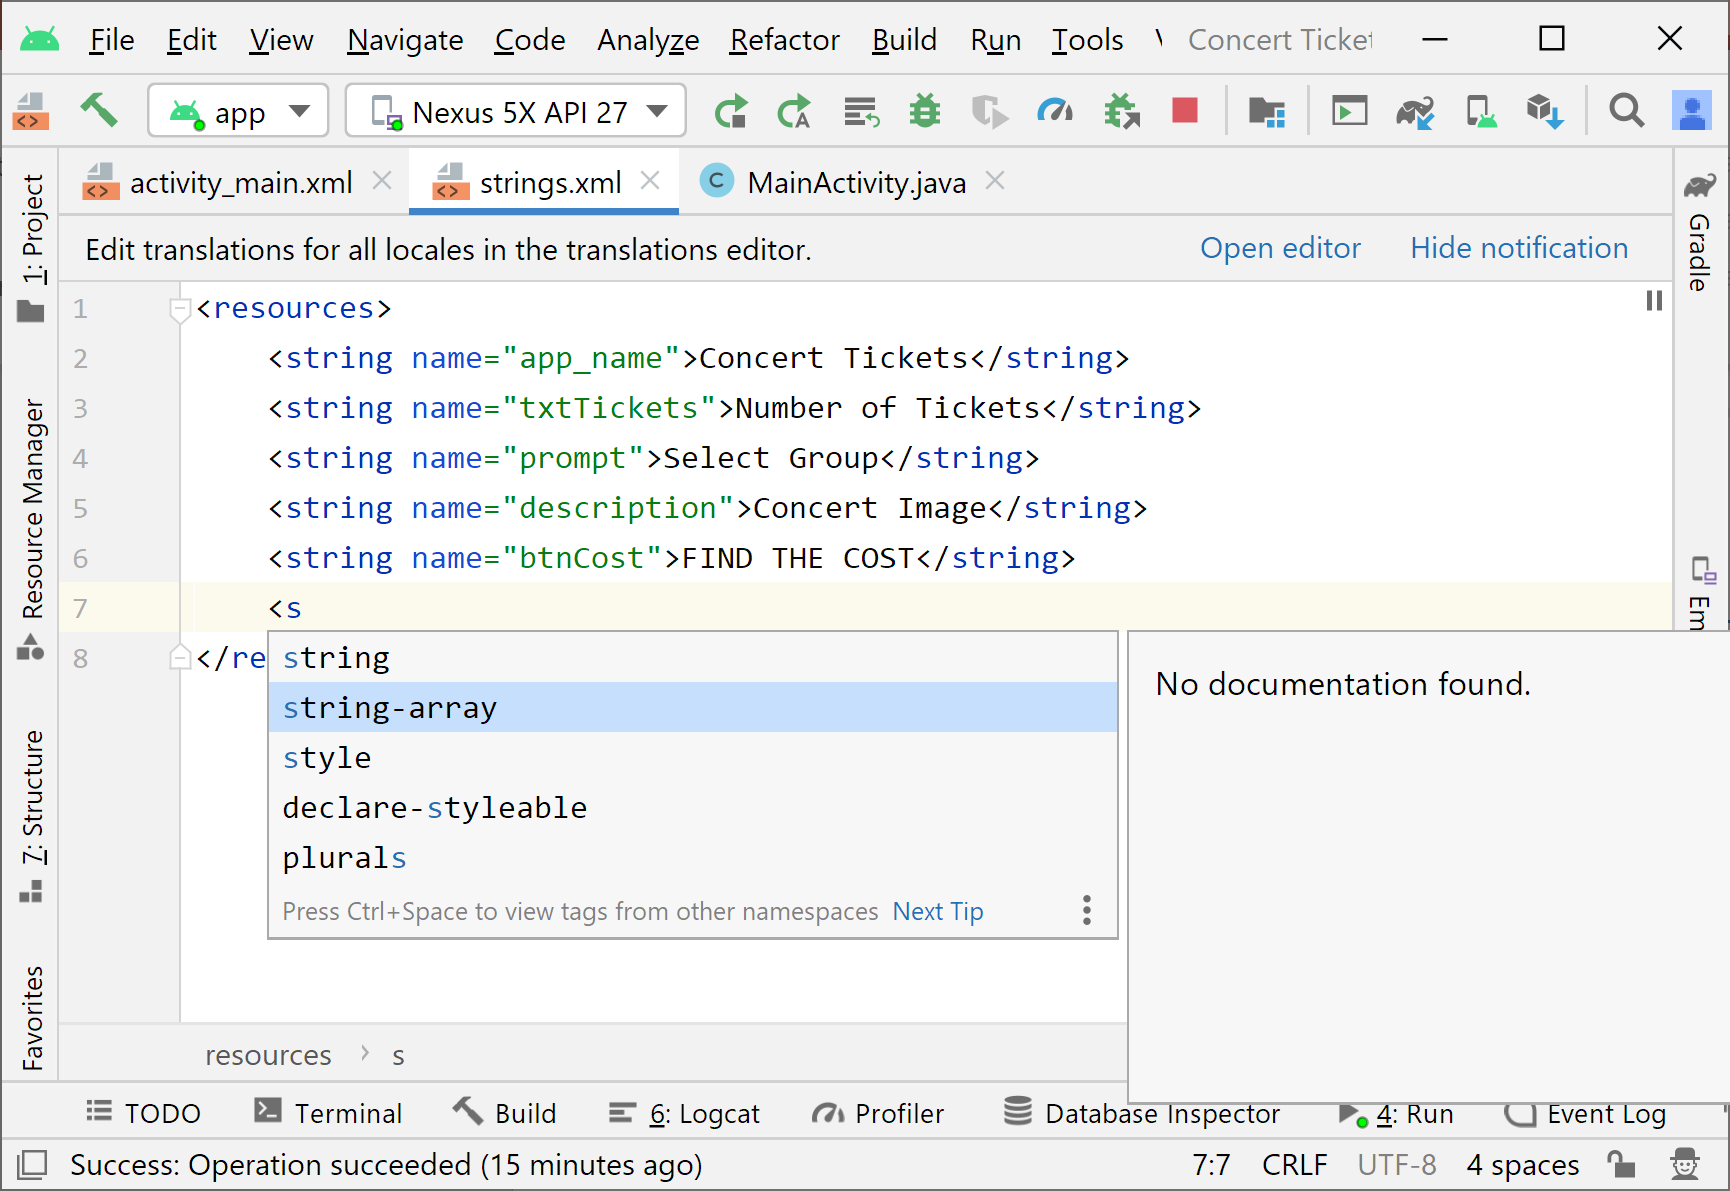 File Edit View Navigate Code Analyze Refactor Build Run Tools Concert Ticket
app Nexus 5X API 27
activity_main.xml strings.xml MainActivity.java
Edit translations for all locales in the translations editor. Open editor Hide notification
1 <resources>
2 <string name="app_name">Concert Tickets</string>
3 <string name="txtTickets">Number of Tickets</string>
4 <string name="prompt">Select Group</string>
5 <string name="description">Concert Image</string>
6 <string name="btnCost">FIND THE COST</string>
7 <s
8 </re
string
string-array
style
declare-styleable
plurals
Press Ctrl+Space to view tags from other namespaces Next Tip
No documentation found.
1: Project
Resource Manager
7: Structure
Favorites
Gradle
Em
resources › s
TODO Terminal Build 6: Logcat Profiler Database Inspector 4: Run Event Log
Success: Operation succeeded (15 minutes ago) 7:7 CRLF UTF-8 4 spaces